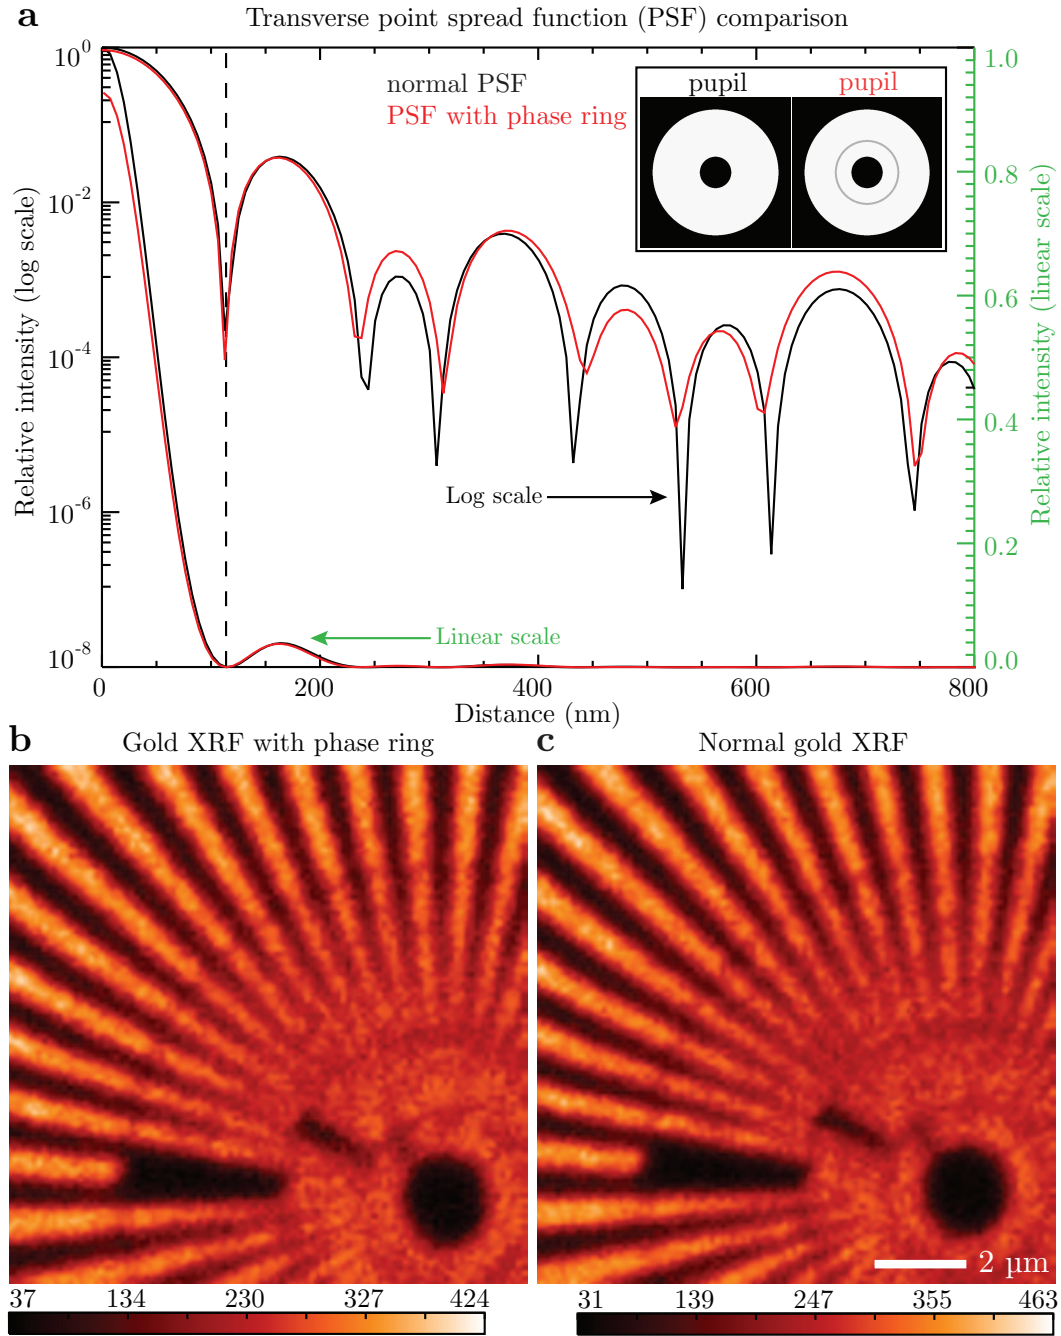 a
Transverse point spread function (PSF) comparison
normal PSF
PSF with phase ring
pupil pupil
Relative intensity (log scale)
10^0
10^-2
10^-4
10^-6
10^-8
Relative intensity (linear scale)
1.0
0.8
0.6
0.4
0.2
0.0
Log scale
Linear scale
0 200 400 600 800
Distance (nm)
b Gold XRF with phase ring
c Normal gold XRF
2 µm
37 134 230 327 424
31 139 247 355 463